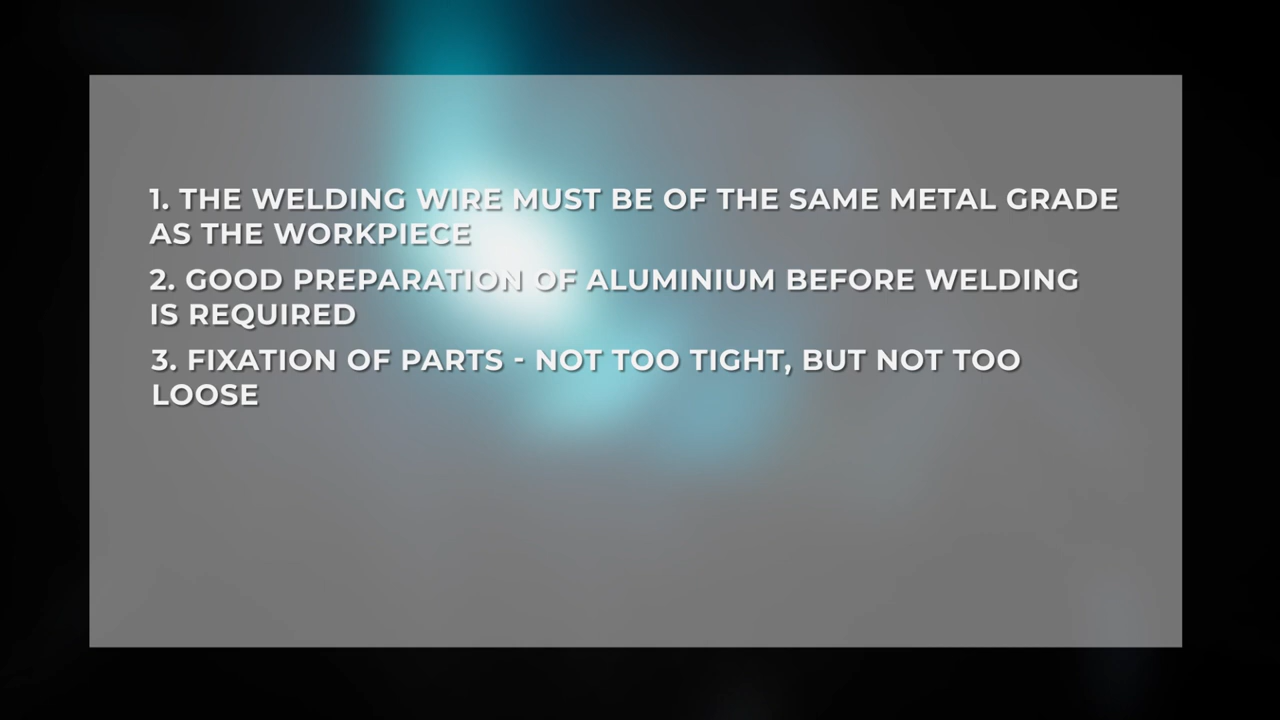 1. THE WELDING WIRE MUST BE OF THE SAME METAL GRADE
AS THE WORKPIECE
2. GOOD PREPARATION OF ALUMINIUM BEFORE WELDING
IS REQUIRED
3. FIXATION OF PARTS - NOT TOO TIGHT, BUT NOT TOO
LOOSE